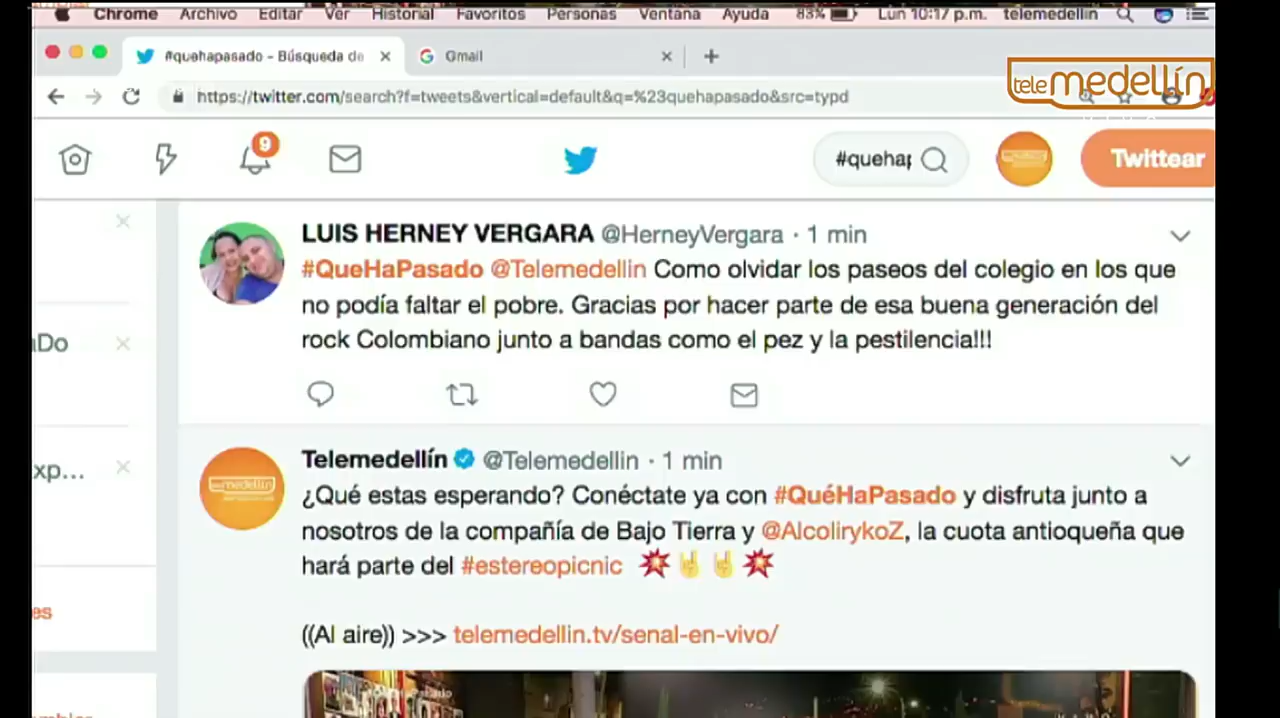 Chrome Archivo Editar Ver Historial Favoritos Personas Ventana Ayuda 83% Lun 10:17 p.m. telemedellin
#quehapasado - Búsqueda de
Gmail
https://twitter.com/search?f=tweets&vertical=default&q=%23quehapasado&src=typd
tele medellín
9
#quehap
Twittear
LUIS HERNEY VERGARA @HerneyVergara · 1 min
#QueHaPasado @Telemedellin Como olvidar los paseos del colegio en los que
no podía faltar el pobre. Gracias por hacer parte de esa buena generación del
rock Colombiano junto a bandas como el pez y la pestilencia!!!
aDo
xp...
es
Telemedellín @Telemedellin · 1 min
¿Qué estas esperando? Conéctate ya con #QuéHaPasado y disfruta junto a
nosotros de la compañía de Bajo Tierra y @AlcolirykoZ, la cuota antioqueña que
hará parte del #estereopicnic 💥🤘🤘💥
((Al aire)) >>> telemedellin.tv/senal-en-vivo/